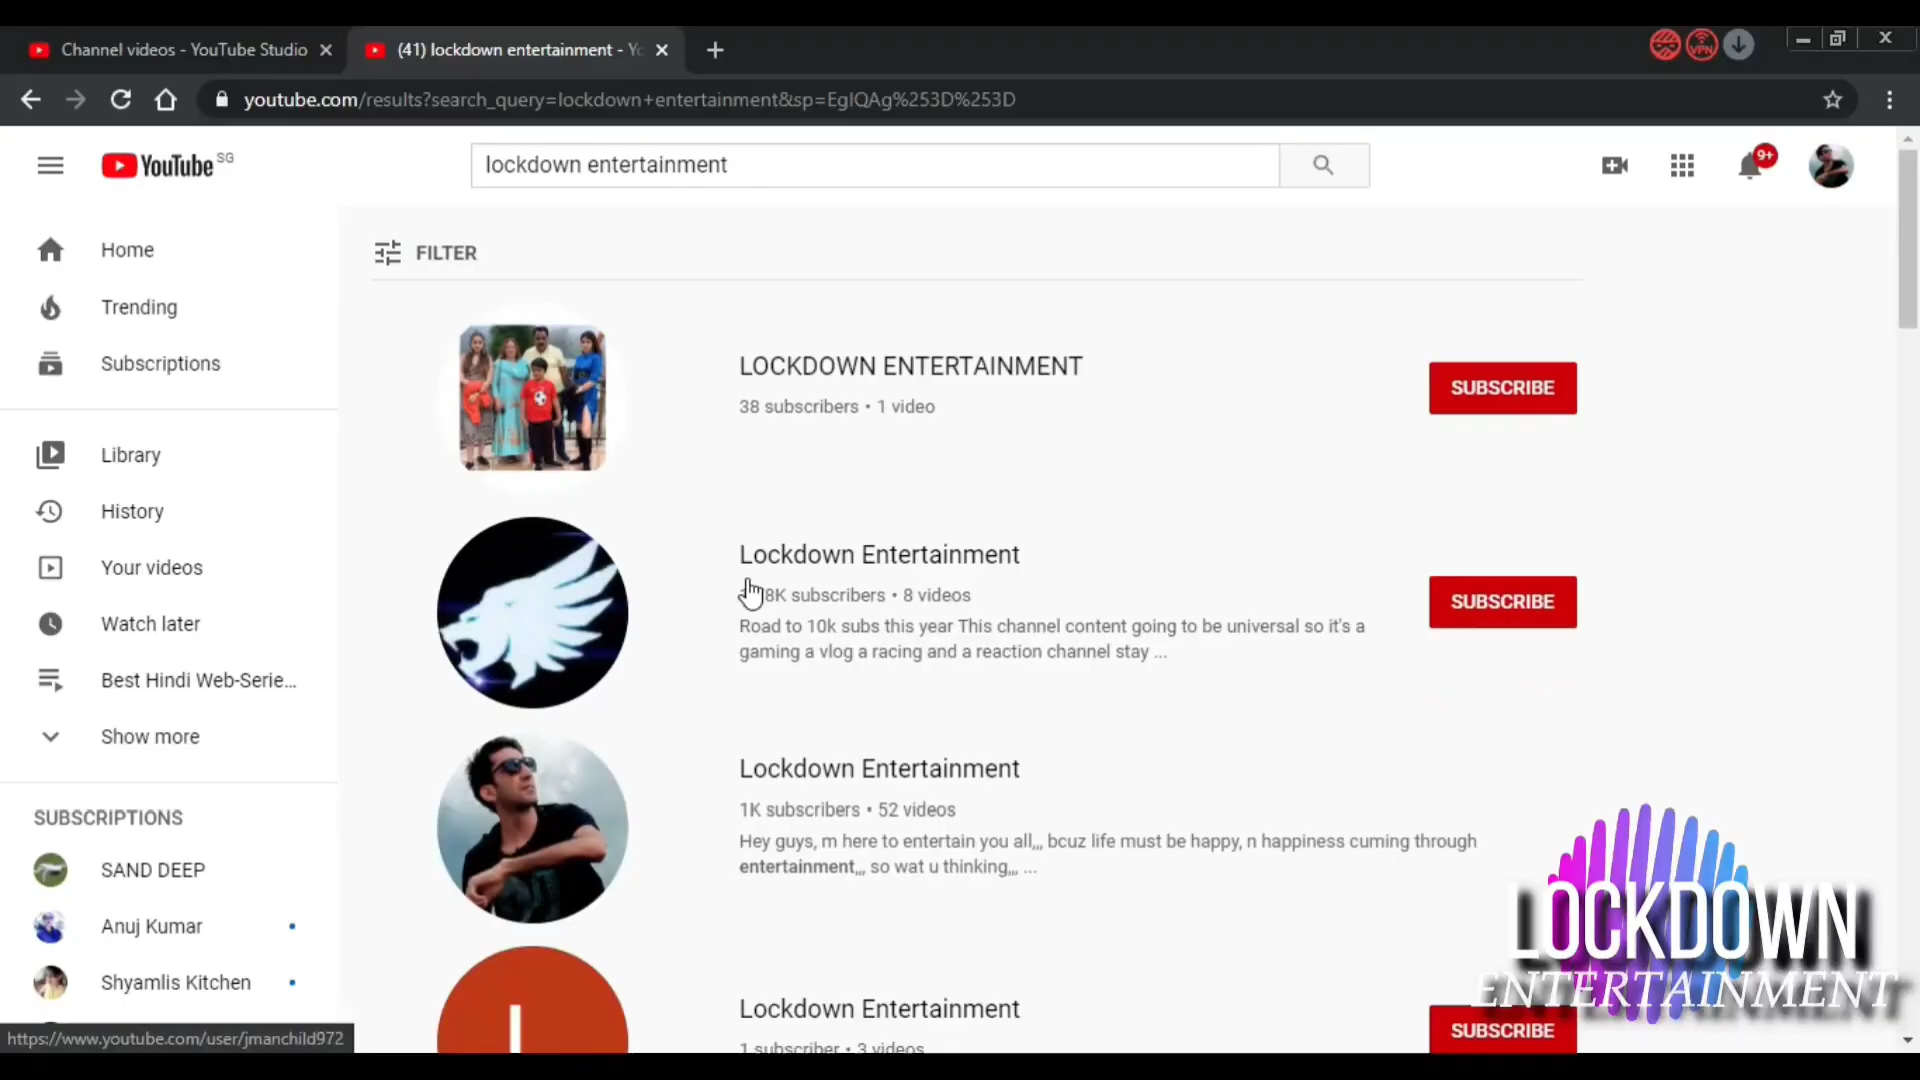 Channel videos - YouTube Studio
(41) lockdown entertainment - Yo
youtube.com/results?search_query=lockdown+entertainment&sp=EgIQAg%253D%253D
VPN
YouTube SG
lockdown entertainment
9+
Home
Trending
Subscriptions
Library
History
Your videos
Watch later
Best Hindi Web-Serie...
Show more
SUBSCRIPTIONS
SAND DEEP
Anuj Kumar
Shyamlis Kitchen
https://www.youtube.com/user/jmanchild972
FILTER
LOCKDOWN ENTERTAINMENT
38 subscribers • 1 video
SUBSCRIBE
Lockdown Entertainment
8K subscribers • 8 videos
Road to 10k subs this year This channel content going to be universal so it's a
gaming a vlog a racing and a reaction channel stay ...
SUBSCRIBE
Lockdown Entertainment
1K subscribers • 52 videos
Hey guys, m here to entertain you all,,, bcuz life must be happy, n happiness cuming through
entertainment,,, so wat u thinking,,, ...
L
Lockdown Entertainment
1 subscriber • 3 videos
SUBSCRIBE
LOCKDOWN
ENTERTAINMENT